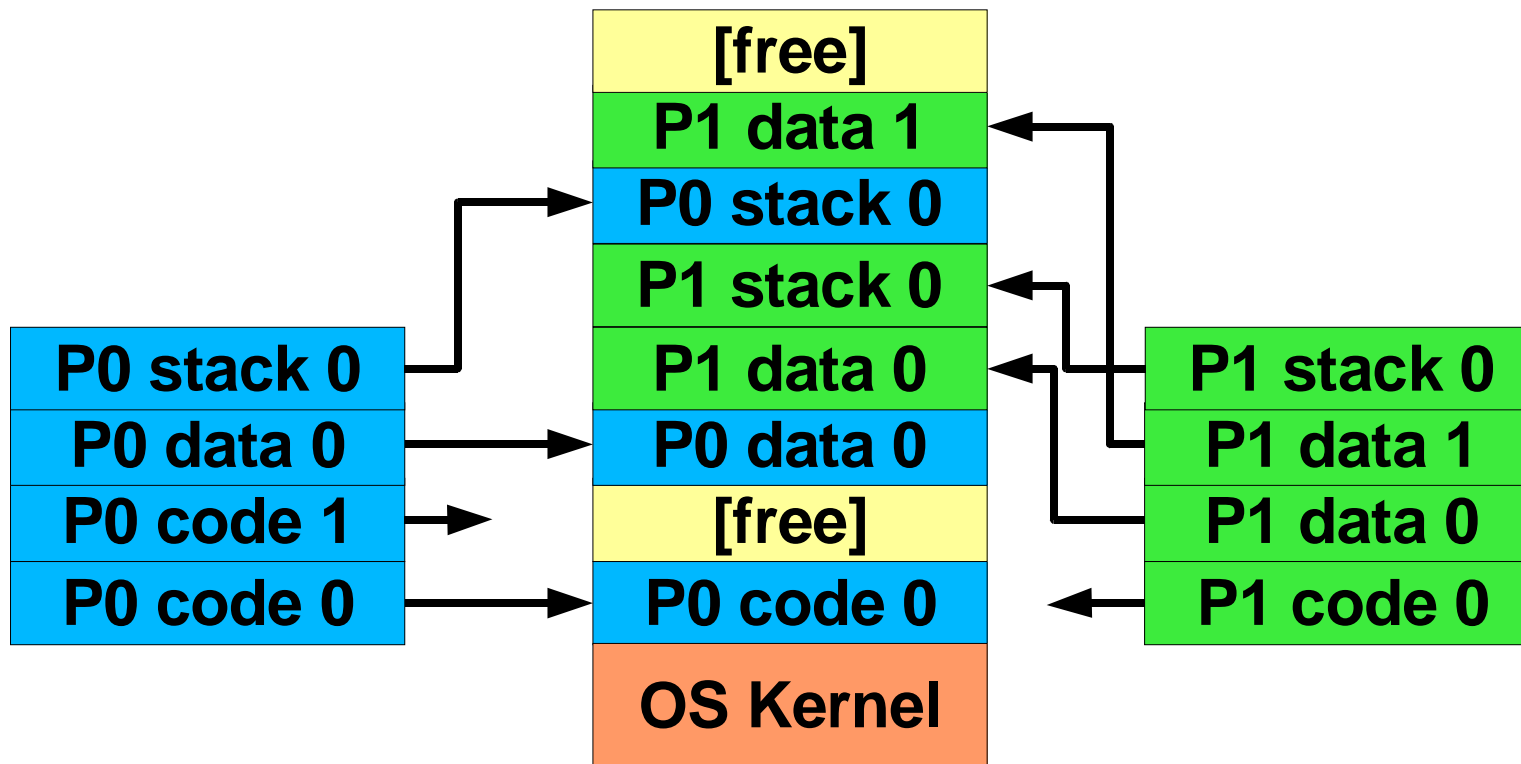 P0 stack 0
P0 data 0
P0 code 1
P0 code 0
[free]
P1 data 1
P0 stack 0
P1 stack 0
P1 data 0
P0 data 0
[free]
P0 code 0
OS Kernel
P1 stack 0
P1 data 1
P1 data 0
P1 code 0